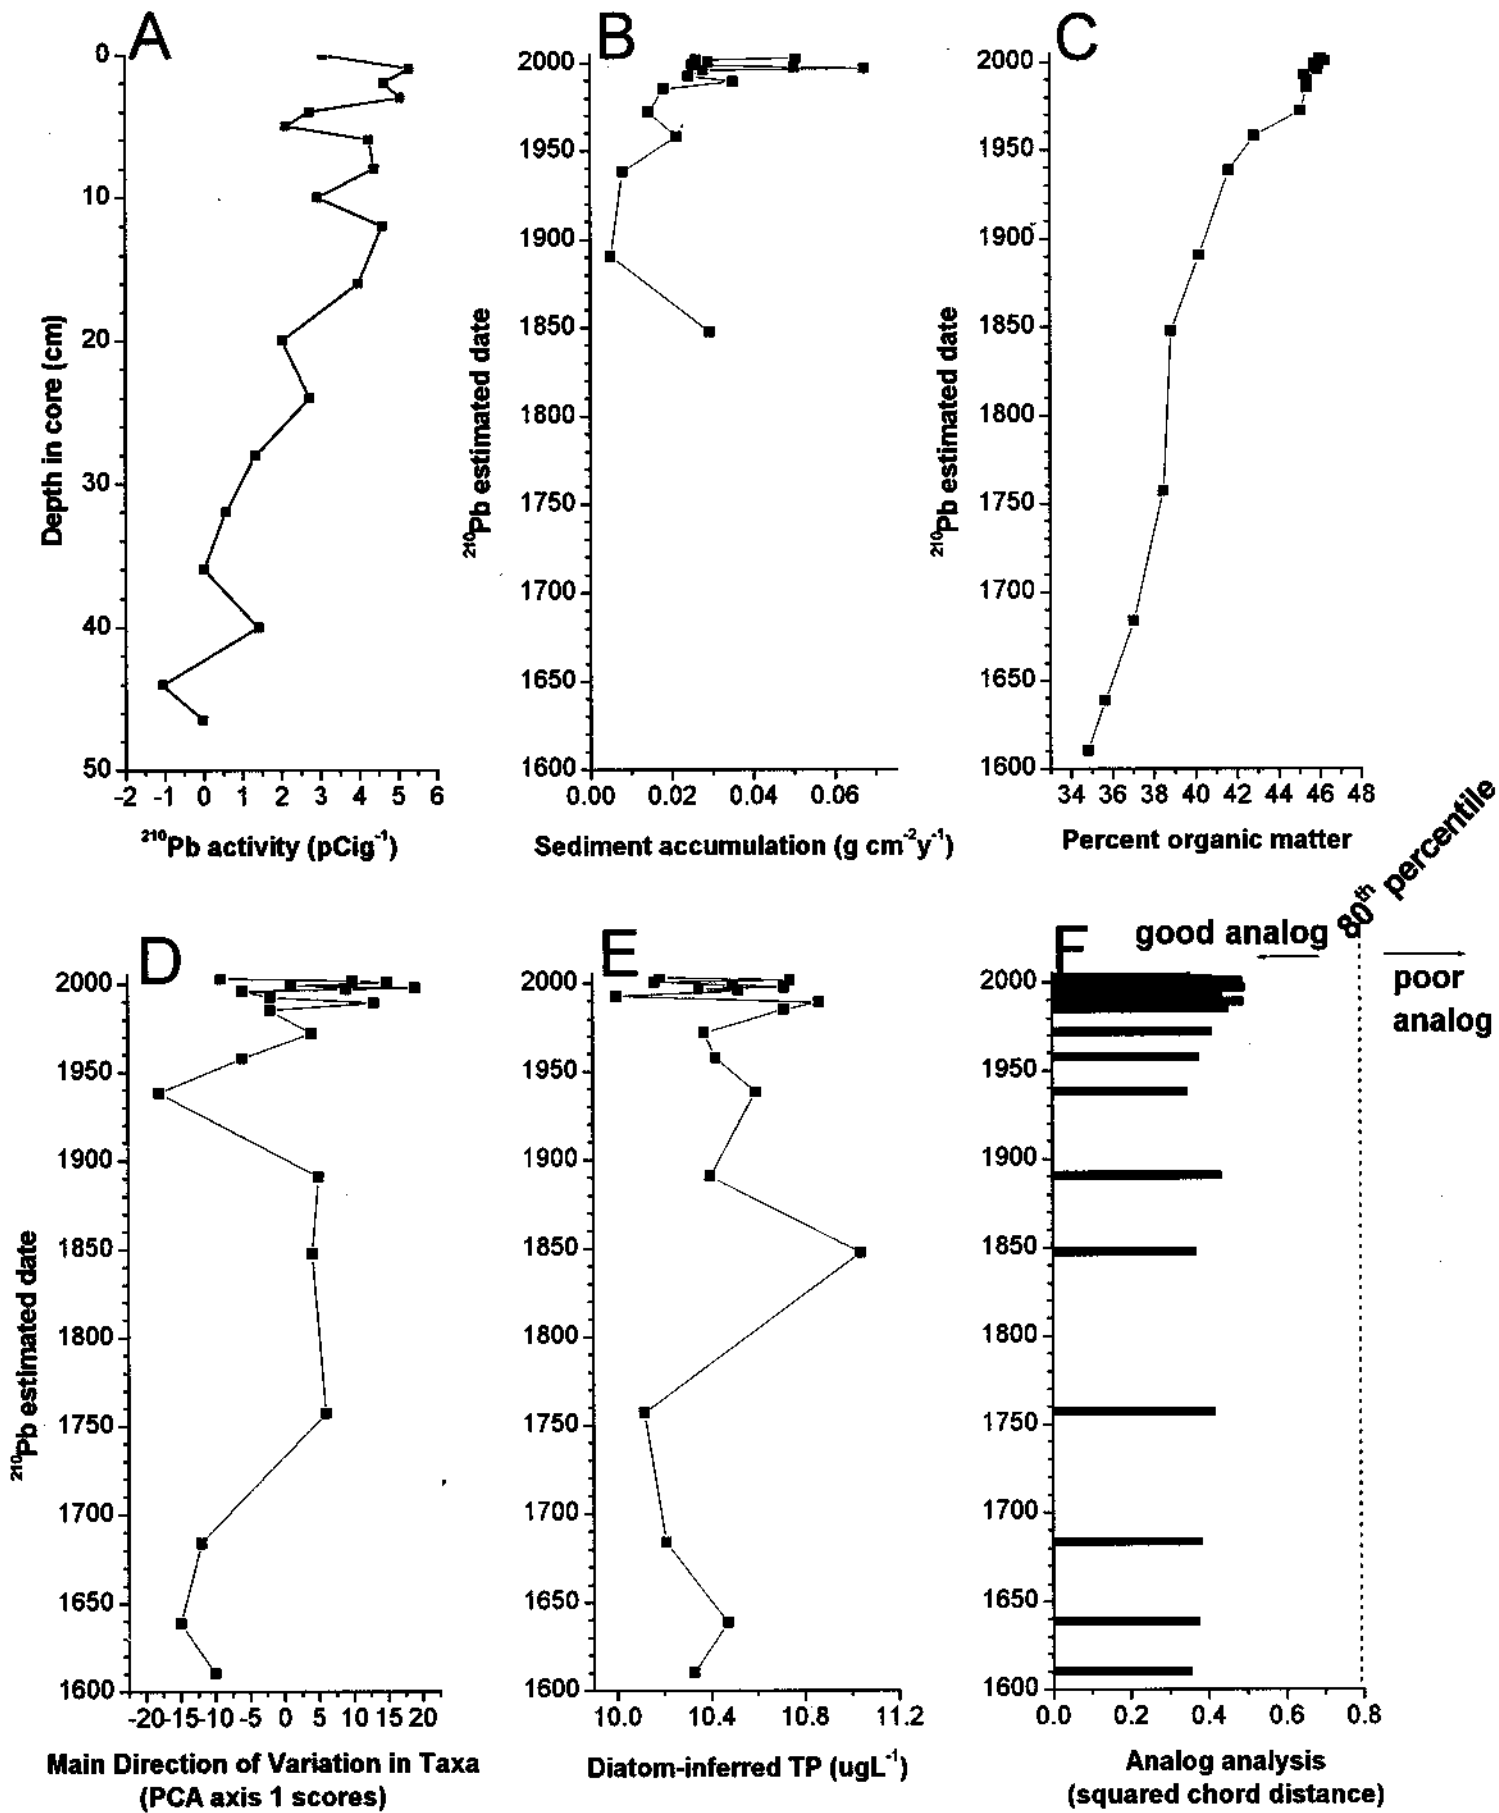 A
0
10
20
30
40
50
-2 -1 0 1 2 3 4 5 6
Depth in core (cm)
210Pb activity (pCig-1)
B
2000
1950
1900
1850
1800
1750
1700
1650
1600
0.00 0.02 0.04 0.06
210Pb estimated date
Sediment accumulation (g cm-2y-1)
C
2000
1950
1900
1850
1800
1750
1700
1650
1600
34 36 38 40 42 44 46 48
210Pb estimated date
Percent organic matter
D
2000
1950
1900
1850
1800
1750
1700
1650
1600
-20 -15 -10 -5 0 5 10 15 20
210Pb estimated date
Main Direction of Variation in Taxa
(PCA axis 1 scores)
E
2000
1950
1900
1850
1800
1750
1700
1650
1600
10.0 10.4 10.8 11.2
Diatom-inferred TP (ugL-1)
F
good analog
80th percentile
poor
analog
2000
1950
1900
1850
1800
1750
1700
1650
1600
0.0 0.2 0.4 0.6 0.8
Analog analysis
(squared chord distance)